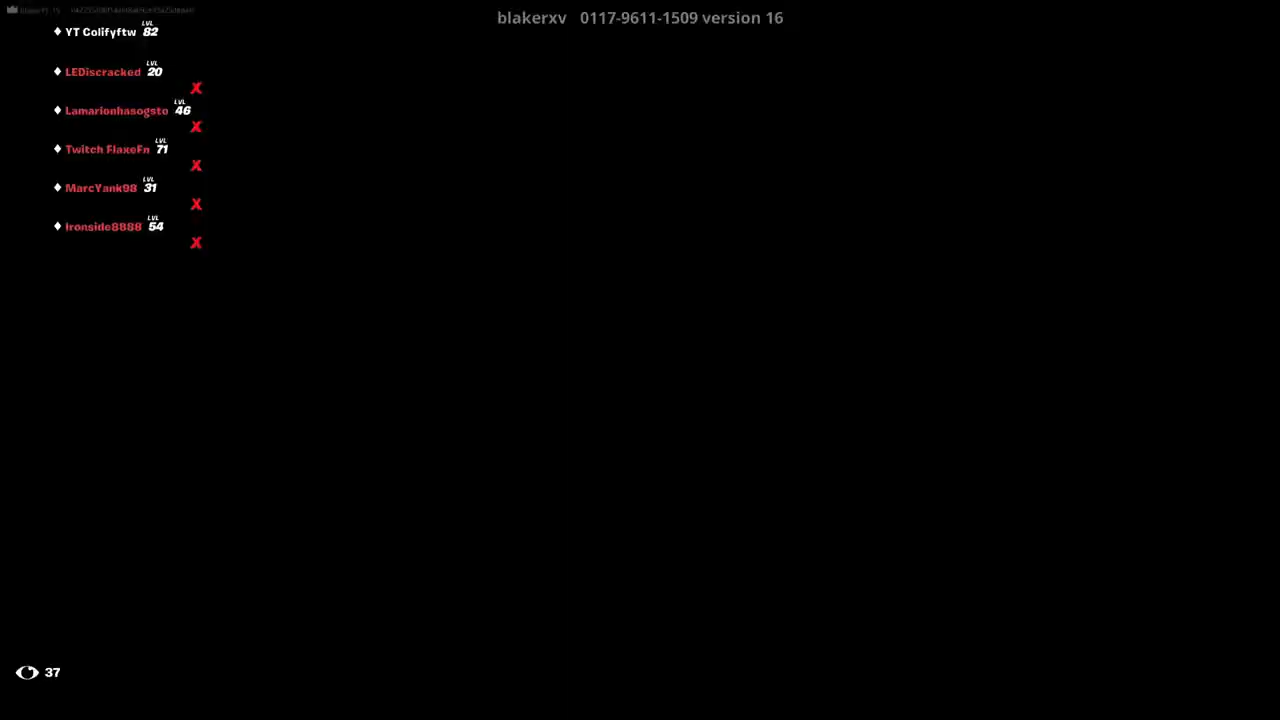 blakerxv 0117-9611-1509 version 16
YT Colifyftw LVL 82
LEDiscracked LVL 20
X
Lamarionhasogsto LVL 46
X
Twitch FlaxeFn LVL 71
X
MarcYank98 LVL 31
X
Ironside8888 LVL 54
X
37